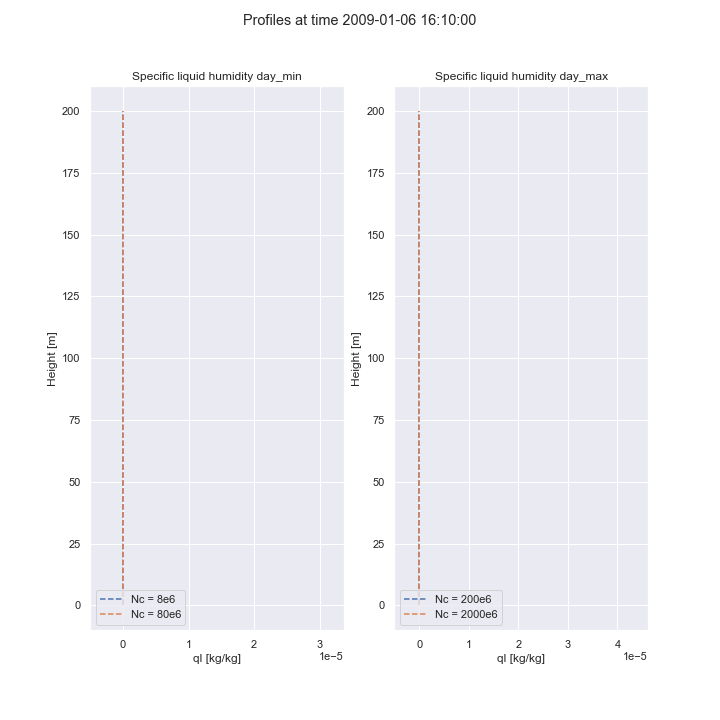 Profiles at time 2009-01-06 16:10:00
Specific liquid humidity day_min
Height [m]
200
175
150
125
100
75
50
25
0
Nc = 8e6
Nc = 80e6
0 1 2 3
1e−5
ql [kg/kg]
Specific liquid humidity day_max
Height [m]
200
175
150
125
100
75
50
25
0
Nc = 200e6
Nc = 2000e6
0 1 2 3 4
1e−5
ql [kg/kg]